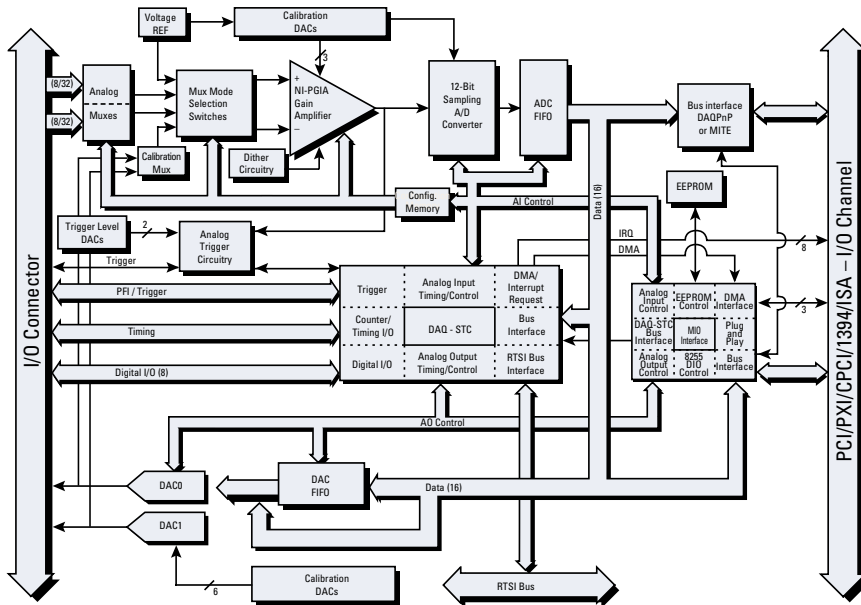 Voltage
REF
Calibration
DACs
3
(8/32)
(8/32)
Analog
Muxes
Mux Mode
Selection
Switches
+
NI-PGIA
Gain
Amplifier
–
12-Bit
Sampling
A/D
Converter
ADC
FIFO
Bus interface
DAQPnP
or MITE
Calibration
Mux
Dither
Circuitry
EEPROM
Config.
Memory
AI Control
Data (16)
IRQ
DMA
8
3
Trigger Level
DACs
2
Analog
Trigger
Circuitry
Trigger
PFI / Trigger
Timing
Digital I/O (8)
Trigger
Analog Input
Timing/Control
DMA/
Interrupt
Request
Counter/
Timing I/O
DAQ - STC
Bus
Interface
Digital I/O
Analog Output
Timing/Control
RTSI Bus
Interface
Analog
Input
Control
EEPROM
Control
DMA
Interface
DAQ-STC
Bus
Interface
MIO
Interface
Plug
and
Play
Analog
Output
Control
8255
DIO
Control
Bus
Interface
AO Control
DAC0
DAC
FIFO
Data (16)
DAC1
6
Calibration
DACs
RTSI Bus
I/O Connector
PCI/PXI/CPCI/1394/ISA – I/O Channel